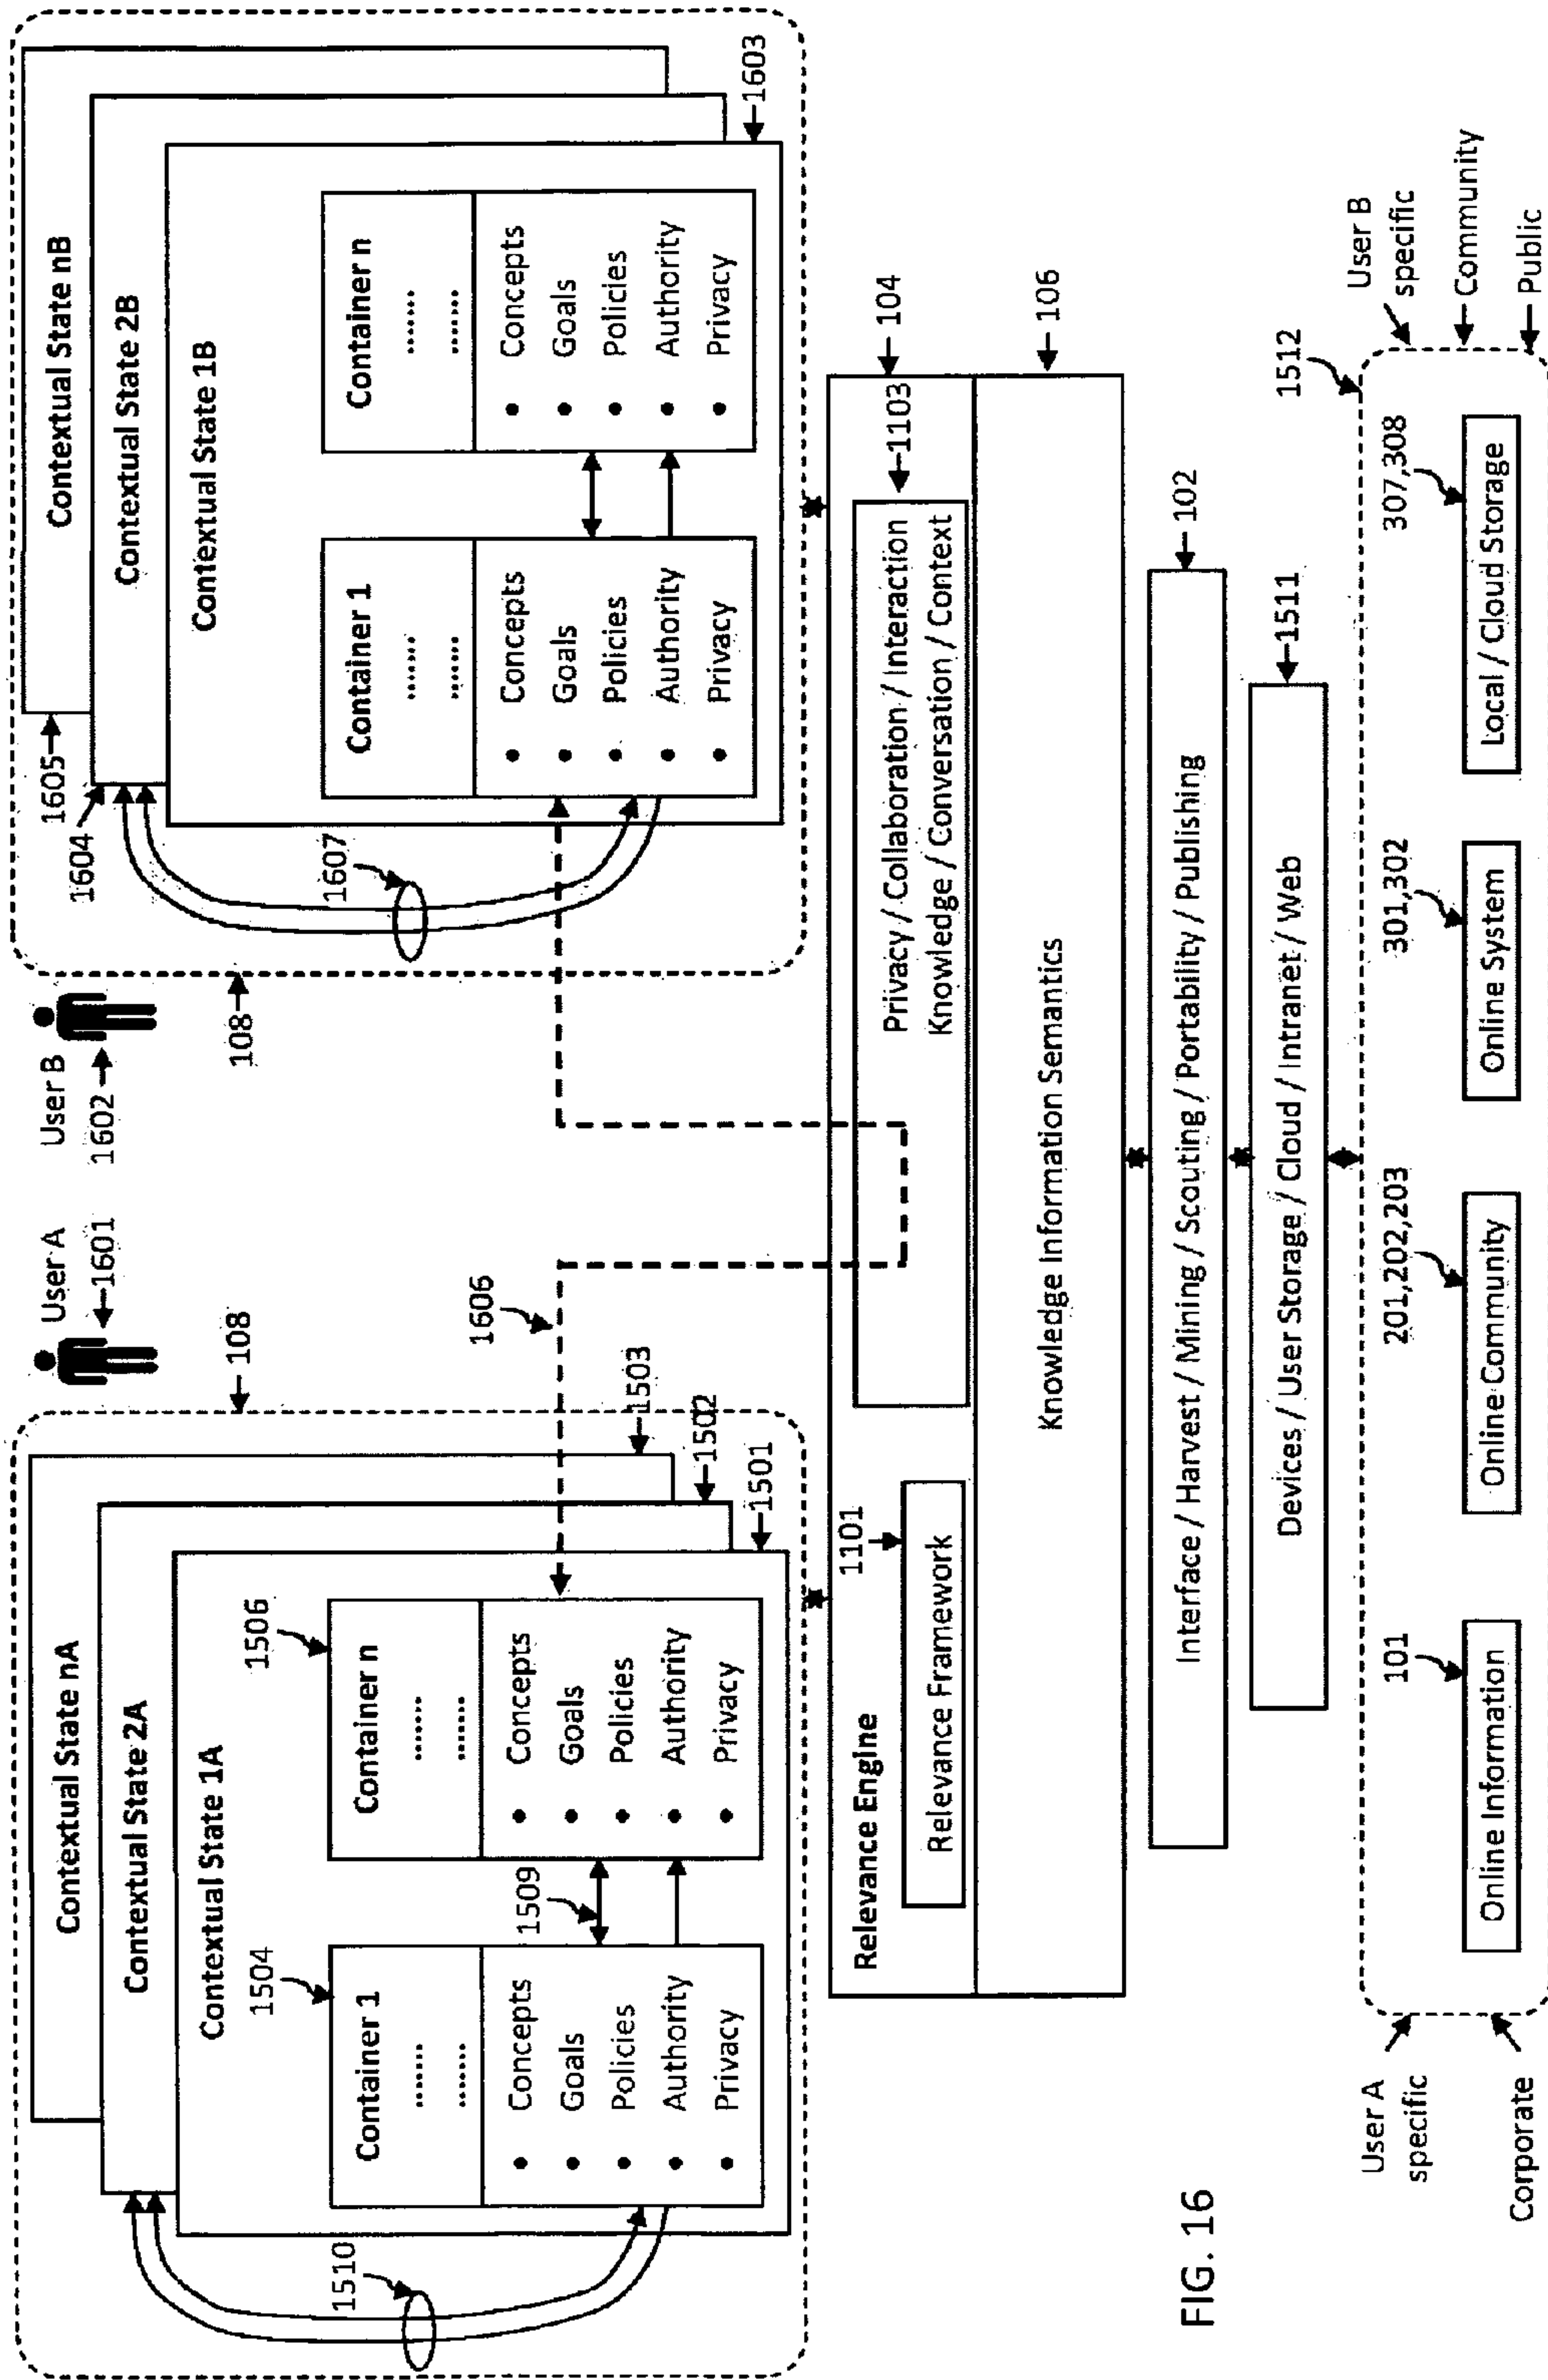 User A
1601
User B
1602
108
Contextual State nA
1503
Contextual State 2A
1502
Contextual State 1A
1501
1504
1506
Container 1
.......
.......
• Concepts
• Goals
• Policies
• Authority
• Privacy
1509
Container n
.......
.......
• Concepts
• Goals
• Policies
• Authority
• Privacy
1510
1606
108
1605
Contextual State nB
1604
Contextual State 2B
Contextual State 1B
1603
1607
Container 1
.......
.......
• Concepts
• Goals
• Policies
• Authority
• Privacy
Container n
.......
.......
• Concepts
• Goals
• Policies
• Authority
• Privacy
Relevance Engine
1101
104
Relevance Framework
Privacy / Collaboration / Interaction
Knowledge / Conversation / Context
1103
Knowledge Information Semantics
106
Interface / Harvest / Mining / Scouting / Portability / Publishing
102
Devices / User Storage / Cloud / Intranet / Web
1511
1512
User A
specific
Corporate
101
Online Information
201,202,203
Online Community
301,302
Online System
307,308
Local / Cloud Storage
User B
specific
Community
Public
FIG. 16